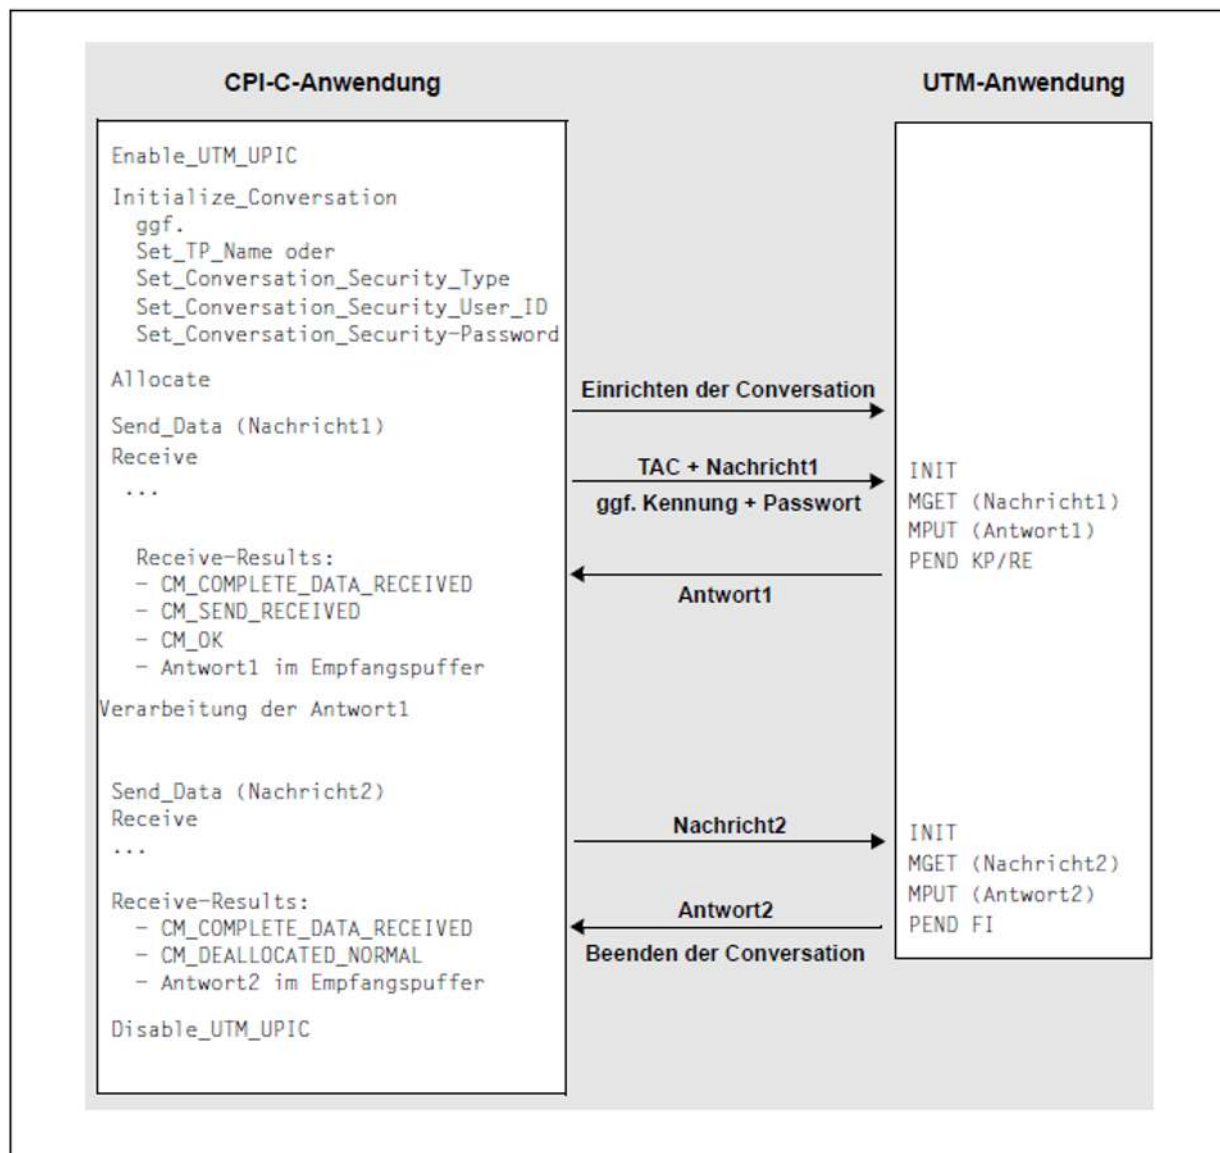 CPI-C-Anwendung
UTM-Anwendung
Enable_UTM_UPIC
Initialize_Conversation
ggf.
Set_TP_Name oder
Set_Conversation_Security_Type
Set_Conversation_Security_User_ID
Set_Conversation_Security-Password
Allocate
Einrichten der Conversation
Send_Data (Nachricht1)
Receive
...
TAC + Nachricht1
ggf. Kennung + Passwort
INIT
MGET (Nachricht1)
MPUT (Antwort1)
PEND KP/RE
Antwort1
Receive-Results:
- CM_COMPLETE_DATA_RECEIVED
- CM_SEND_RECEIVED
- CM_OK
- Antwort1 im Empfangspuffer
Verarbeitung der Antwort1
Send_Data (Nachricht2)
Receive
...
Nachricht2
INIT
MGET (Nachricht2)
MPUT (Antwort2)
PEND FI
Antwort2
Beenden der Conversation
Receive-Results:
- CM_COMPLETE_DATA_RECEIVED
- CM_DEALLOCATED_NORMAL
- Antwort2 im Empfangspuffer
Disable_UTM_UPIC